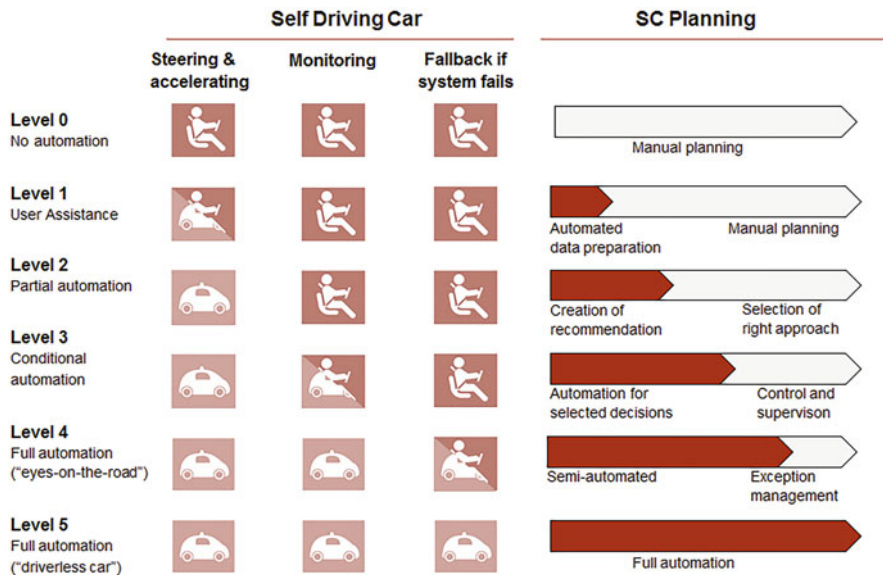 Self Driving Car
SC Planning
Steering &
accelerating
Monitoring
Fallback if
system fails
Level 0
No automation
Manual planning
Level 1
User Assistance
Automated
data preparation
Manual planning
Level 2
Partial automation
Creation of
recommendation
Selection of
right approach
Level 3
Conditional
automation
Automation for
selected decisions
Control and
supervison
Level 4
Full automation
(“eyes-on-the-road”)
Semi-automated
Exception
management
Level 5
Full automation
(“driverless car”)
Full automation